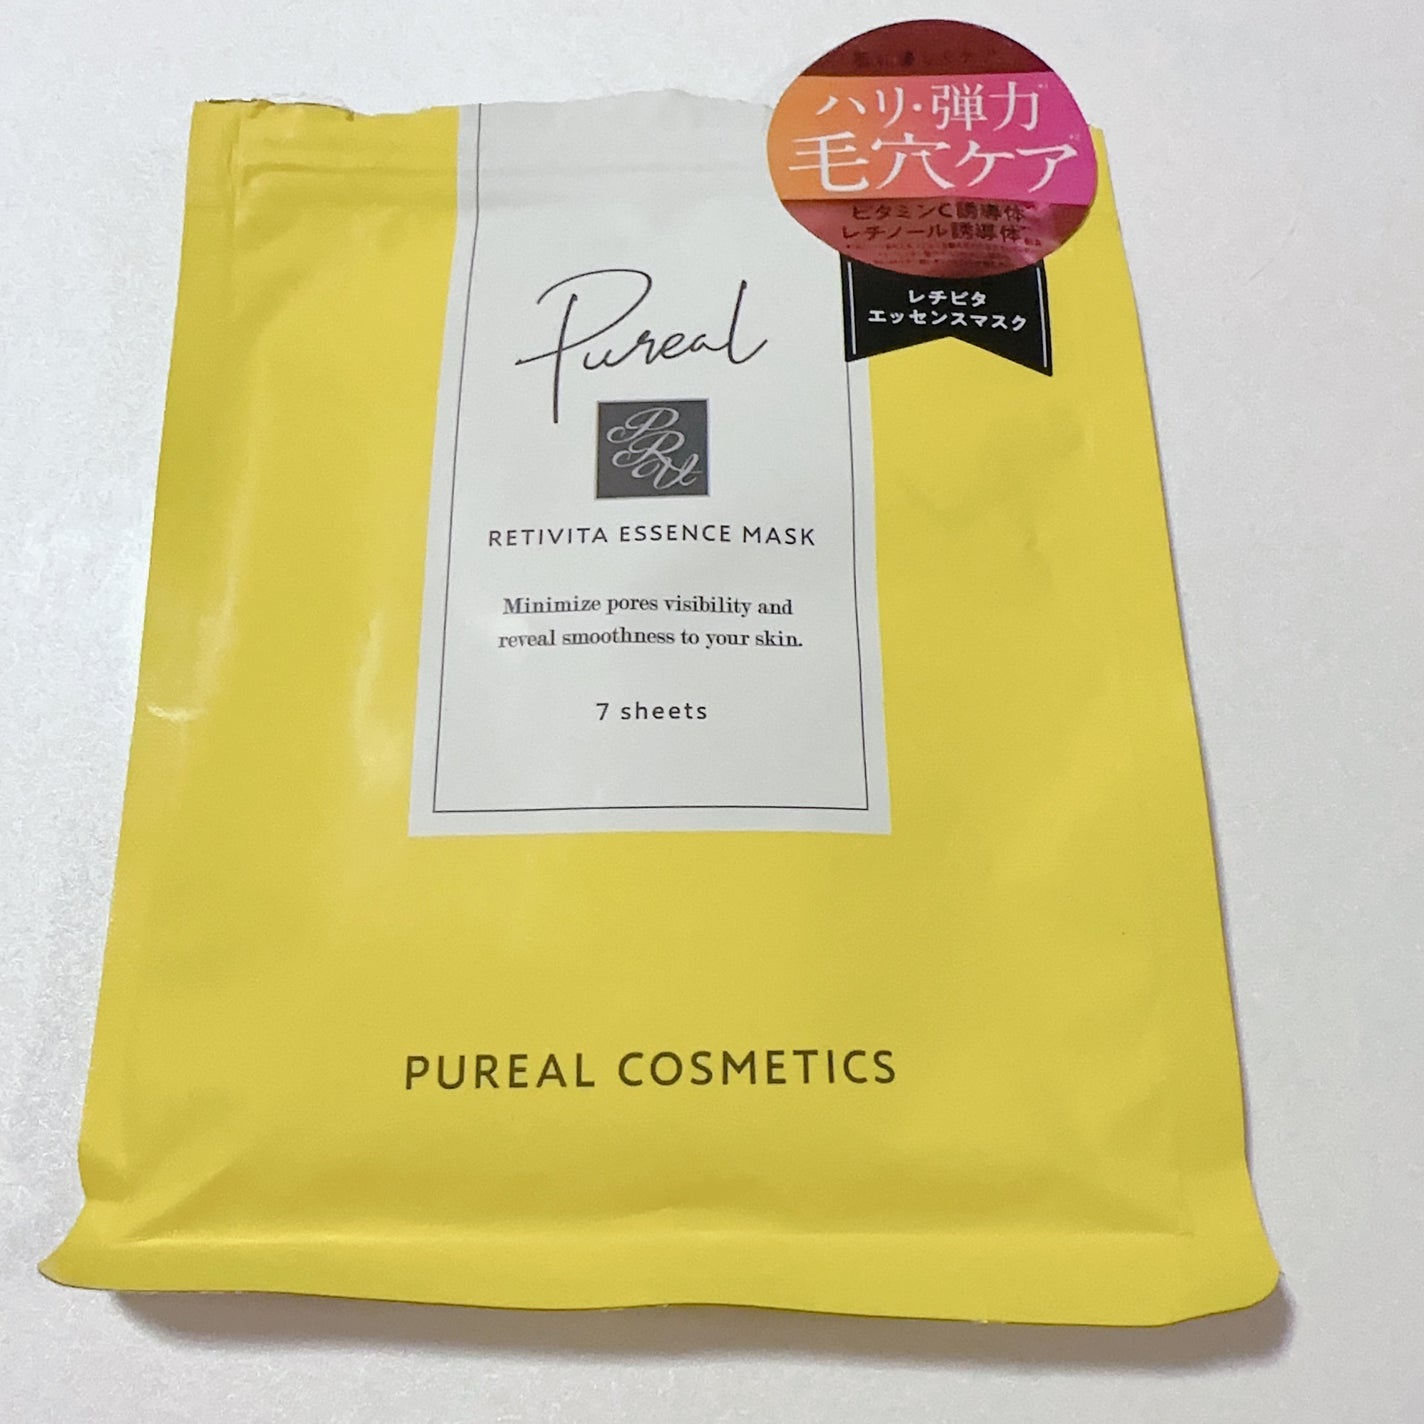 ハリ・弾力
毛穴ケア
ビタミンC誘導体
レチノール誘導体
レチビタ
エッセンスマスク
Pureal
PRVt
RETIVITA ESSENCE MASK
Minimize pores visibility and
reveal smoothness to your skin.
7 sheets
PUREAL COSMETICS